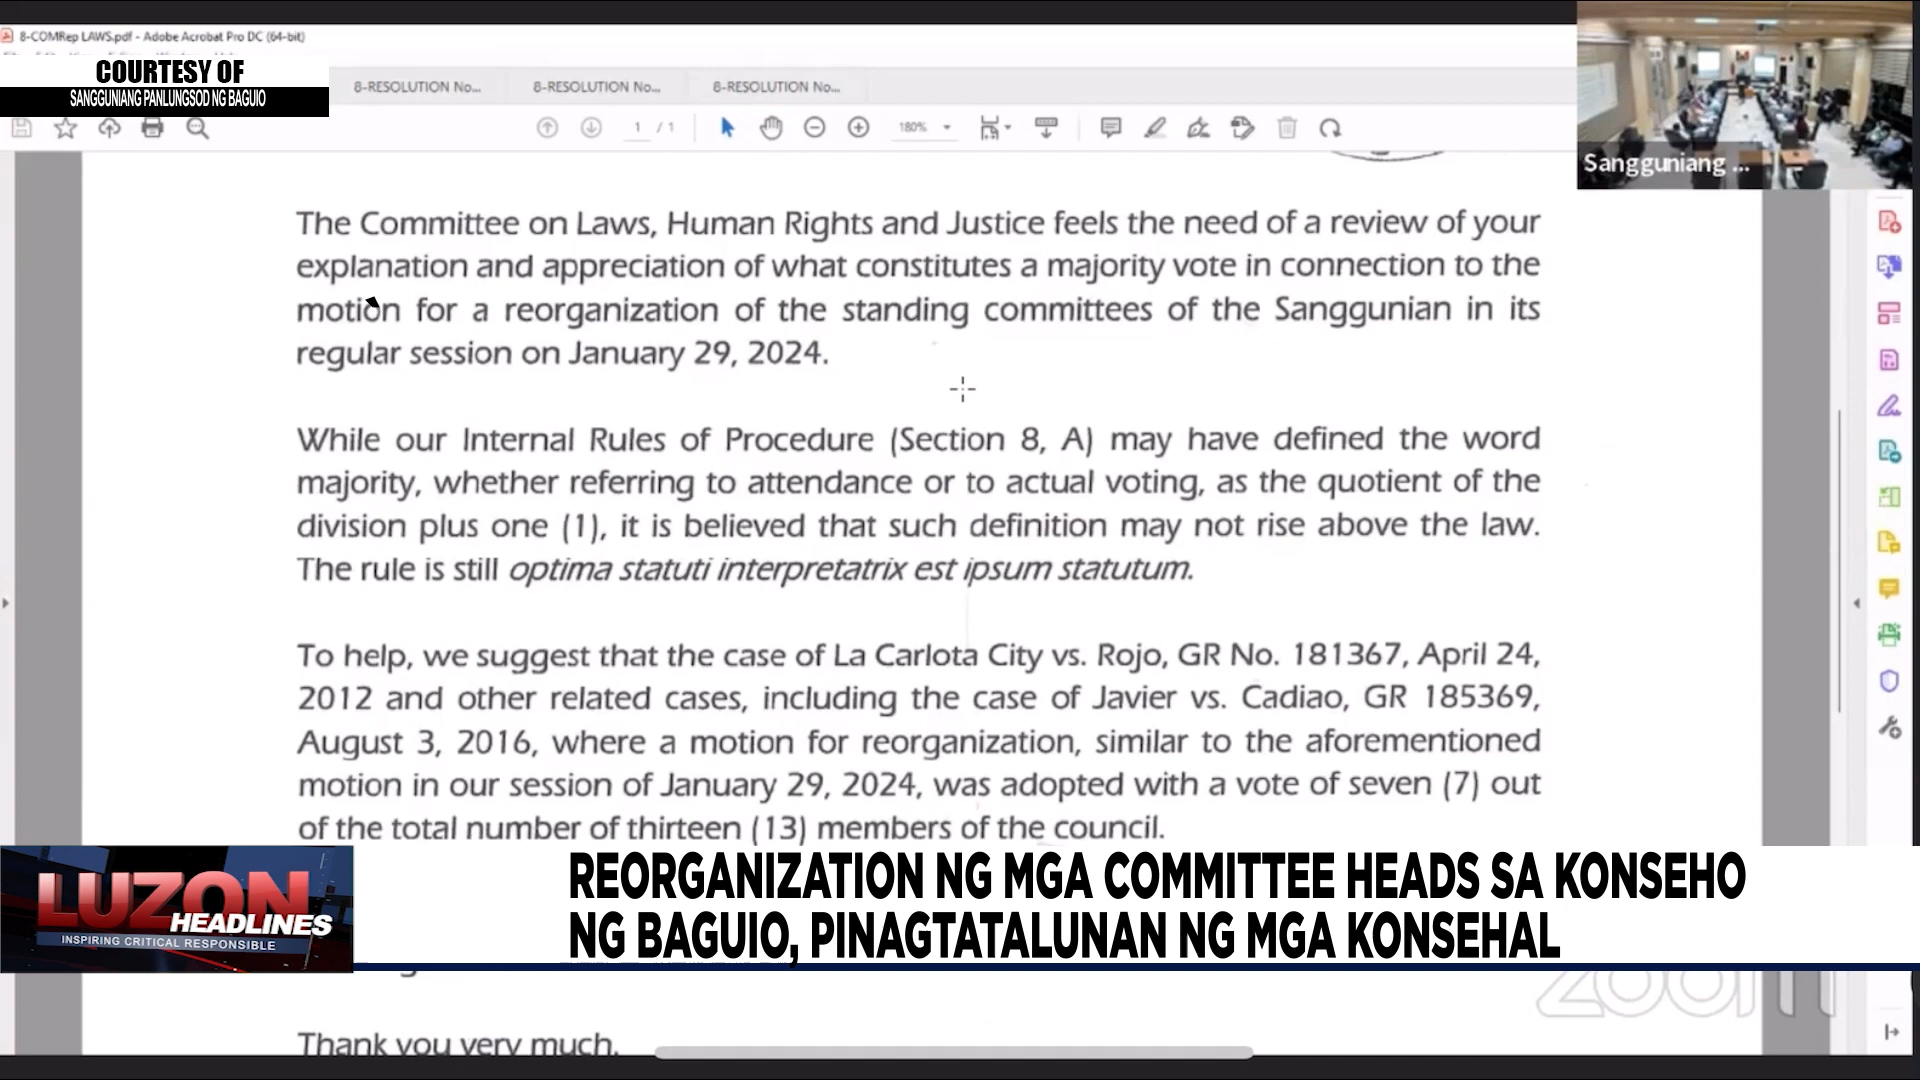 8-COMRep LAWS.pdf - Adobe Acrobat Pro DC (64-bit)
COURTESY OF
SANGGUNIANG PANLUNGSOD NG BAGUIO
8-RESOLUTION No...
8-RESOLUTION No...
8-RESOLUTION No...
1 / 1
180%
Sangguniang ...
The Committee on Laws, Human Rights and Justice feels the need of a review of your
explanation and appreciation of what constitutes a majority vote in connection to the
motion for a reorganization of the standing committees of the Sanggunian in its
regular session on January 29, 2024.
While our Internal Rules of Procedure (Section 8, A) may have defined the word
majority, whether referring to attendance or to actual voting, as the quotient of the
division plus one (1), it is believed that such definition may not rise above the law.
The rule is still optima statuti interpretatrix est ipsum statutum.
To help, we suggest that the case of La Carlota City vs. Rojo, GR No. 181367, April 24,
2012 and other related cases, including the case of Javier vs. Cadiao, GR 185369,
August 3, 2016, where a motion for reorganization, similar to the aforementioned
motion in our session of January 29, 2024, was adopted with a vote of seven (7) out
of the total number of thirteen (13) members of the council.
LUZON
HEADLINES
INSPIRING CRITICAL RESPONSIBLE
REORGANIZATION NG MGA COMMITTEE HEADS SA KONSEHO
NG BAGUIO, PINAGTATALUNAN NG MGA KONSEHAL
zoom
Thank you very much.